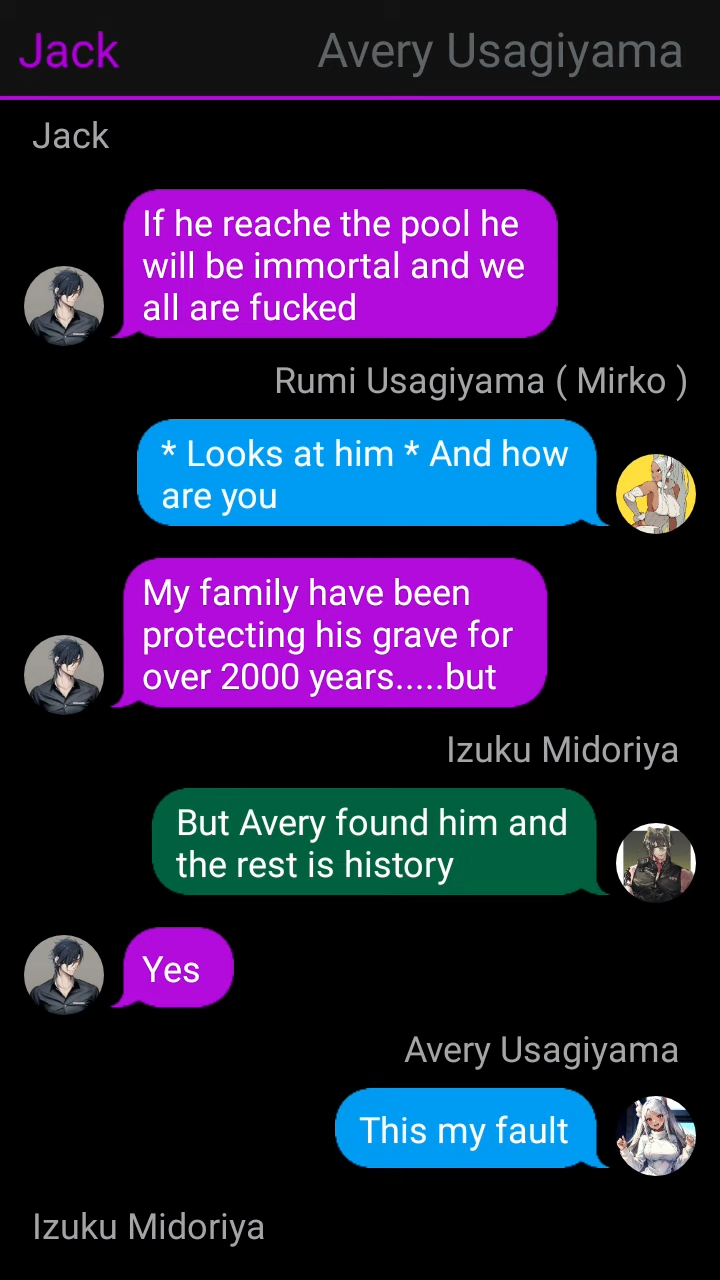 Jack Avery Usagiyama
Jack
If he reache the pool he
will be immortal and we
all are fucked
Rumi Usagiyama ( Mirko )
* Looks at him * And how
are you
My family have been
protecting his grave for
over 2000 years.....but
Izuku Midoriya
But Avery found him and
the rest is history
Yes
Avery Usagiyama
This my fault
Izuku Midoriya